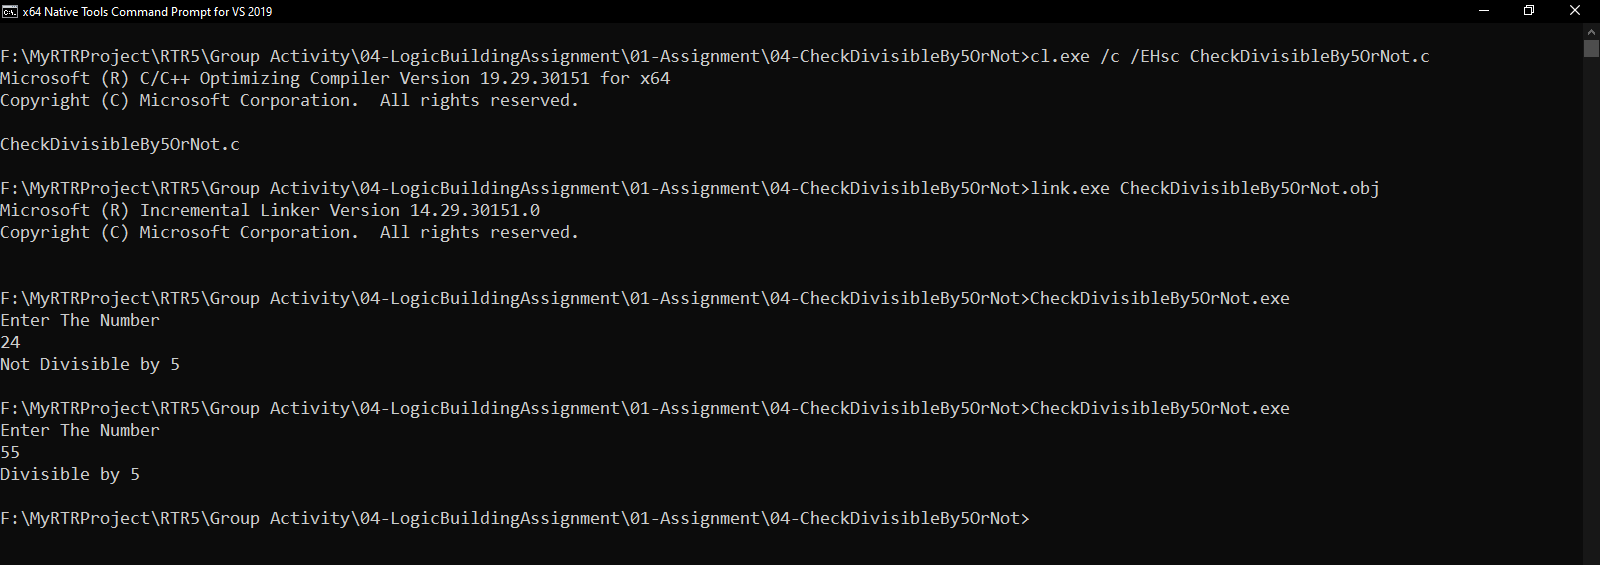 x64 Native Tools Command Prompt for VS 2019
F:\MyRTRProject\RTR5\Group Activity\04-LogicBuildingAssignment\01-Assignment\04-CheckDivisibleBy5OrNot>cl.exe /c /EHsc CheckDivisibleBy5OrNot.c
Microsoft (R) C/C++ Optimizing Compiler Version 19.29.30151 for x64
Copyright (C) Microsoft Corporation.  All rights reserved.
CheckDivisibleBy5OrNot.c
F:\MyRTRProject\RTR5\Group Activity\04-LogicBuildingAssignment\01-Assignment\04-CheckDivisibleBy5OrNot>link.exe CheckDivisibleBy5OrNot.obj
Microsoft (R) Incremental Linker Version 14.29.30151.0
Copyright (C) Microsoft Corporation.  All rights reserved.
F:\MyRTRProject\RTR5\Group Activity\04-LogicBuildingAssignment\01-Assignment\04-CheckDivisibleBy5OrNot>CheckDivisibleBy5OrNot.exe
Enter The Number
24
Not Divisible by 5
F:\MyRTRProject\RTR5\Group Activity\04-LogicBuildingAssignment\01-Assignment\04-CheckDivisibleBy5OrNot>CheckDivisibleBy5OrNot.exe
Enter The Number
55
Divisible by 5
F:\MyRTRProject\RTR5\Group Activity\04-LogicBuildingAssignment\01-Assignment\04-CheckDivisibleBy5OrNot>